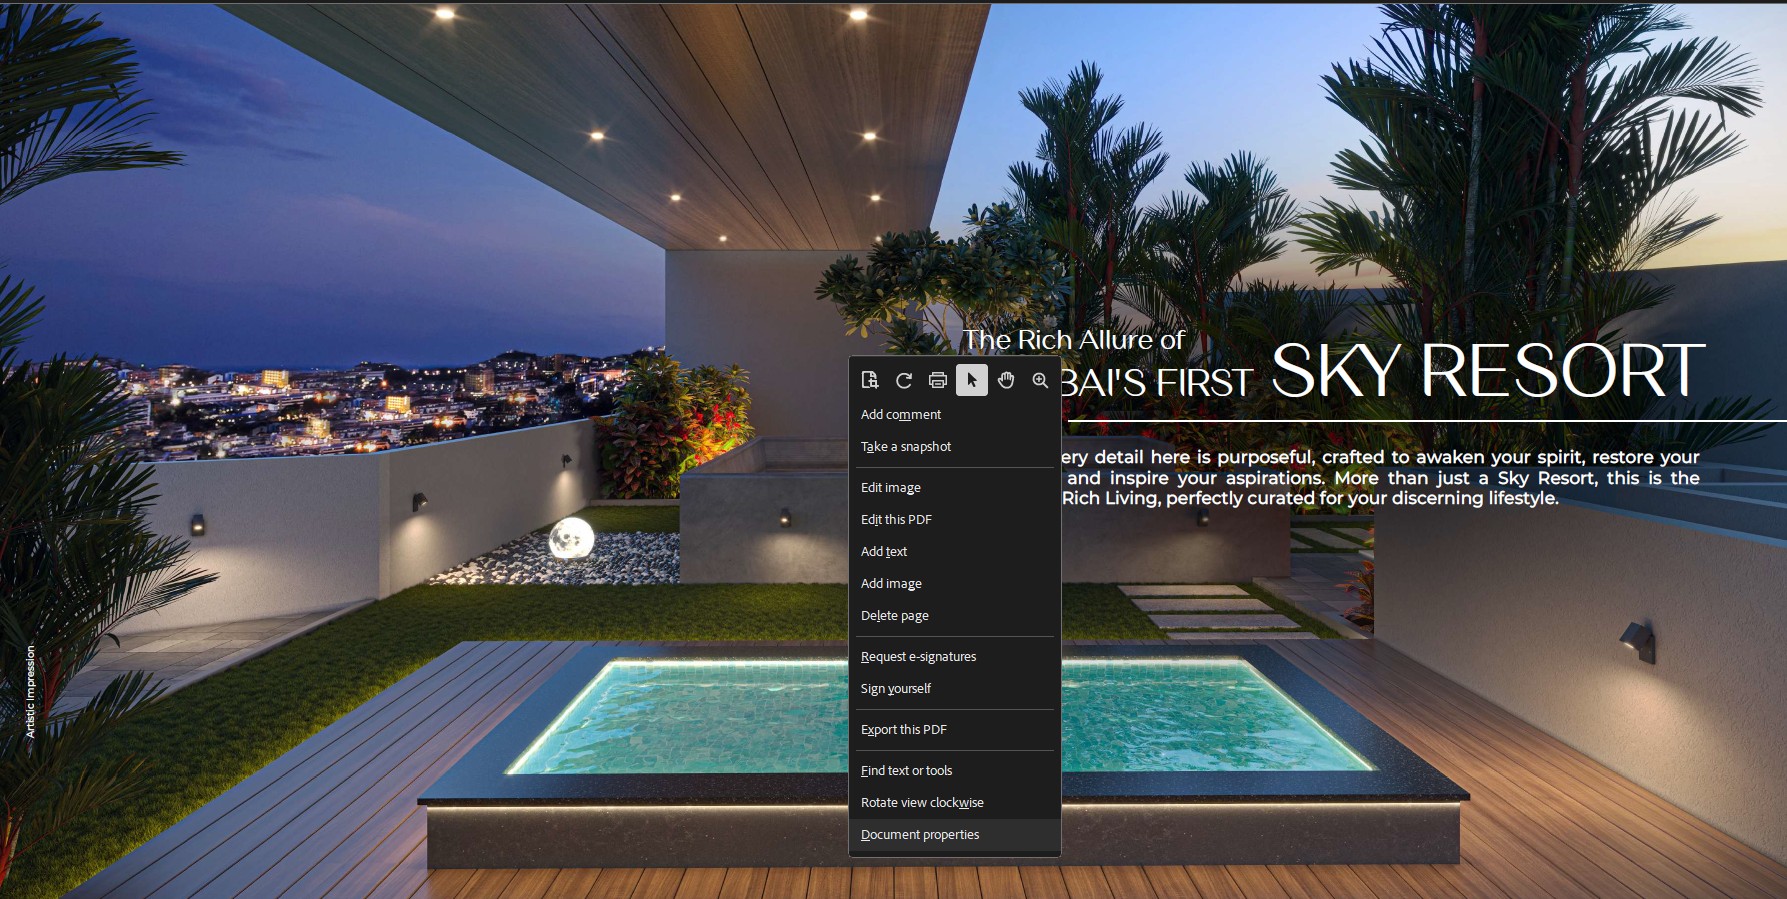 The Rich Allure of
BAI'S FIRST SKY RESORT
ery detail here is purposeful, crafted to awaken your spirit, restore your
and inspire your aspirations. More than just a Sky Resort, this is the
Rich Living, perfectly curated for your discerning lifestyle.
Add comment
Take a snapshot
Edit image
Edit this PDF
Add text
Add image
Delete page
Request e-signatures
Sign yourself
Export this PDF
Find text or tools
Rotate view clockwise
Document properties
Artistic Impression